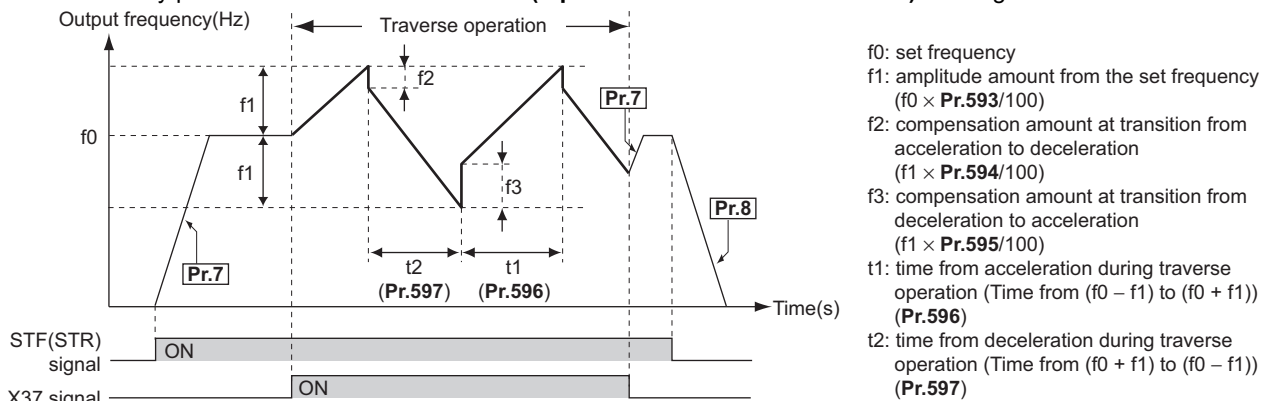 Output frequency(Hz)
Traverse operation
f1
f2
Pr.7
f0
f1
f3
Pr.8
Pr.7
t2
(Pr.597)
t1
(Pr.596)
Time(s)
STF(STR)
signal
ON
X37 signal
ON
f0: set frequency
f1: amplitude amount from the set frequency
(f0 × Pr.593/100)
f2: compensation amount at transition from
acceleration to deceleration
(f1 × Pr.594/100)
f3: compensation amount at transition from
deceleration to acceleration
(f1 × Pr.595/100)
t1: time from acceleration during traverse
operation (Time from (f0 − f1) to (f0 + f1))
(Pr.596)
t2: time from deceleration during traverse
operation (Time from (f0 + f1) to (f0 − f1))
(Pr.597)